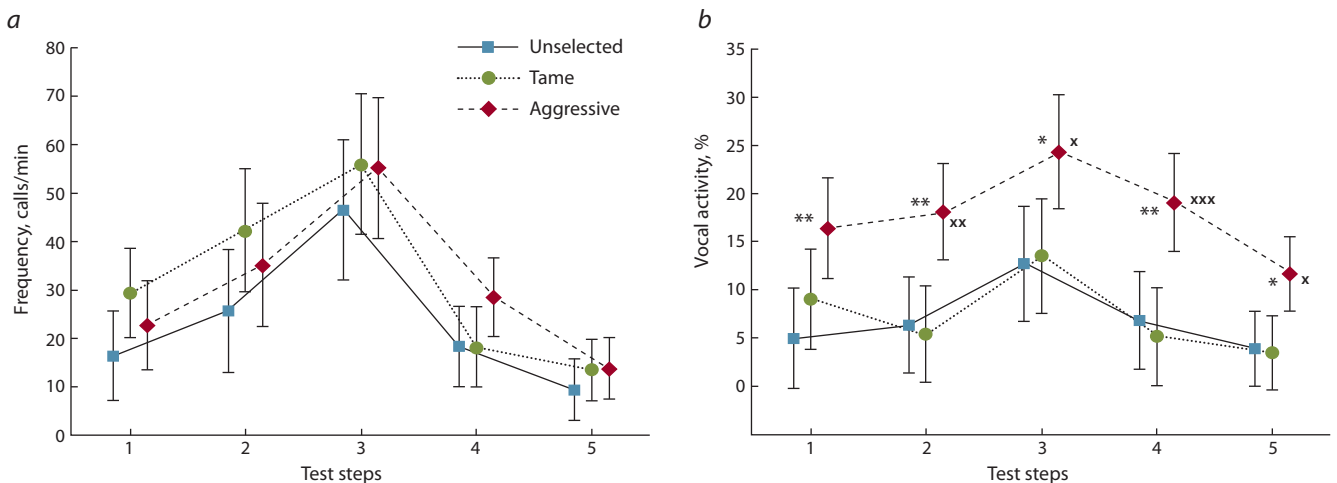 a
80
70
60
50
40
30
20
10
0
Frequency, calls/min
Unselected
Tame
Aggressive
1 2 3 4 5
Test steps
b
35
30
25
20
15
10
5
0
Vocal activity, %
* x
** ** xx
** xxx
* x
1 2 3 4 5
Test steps